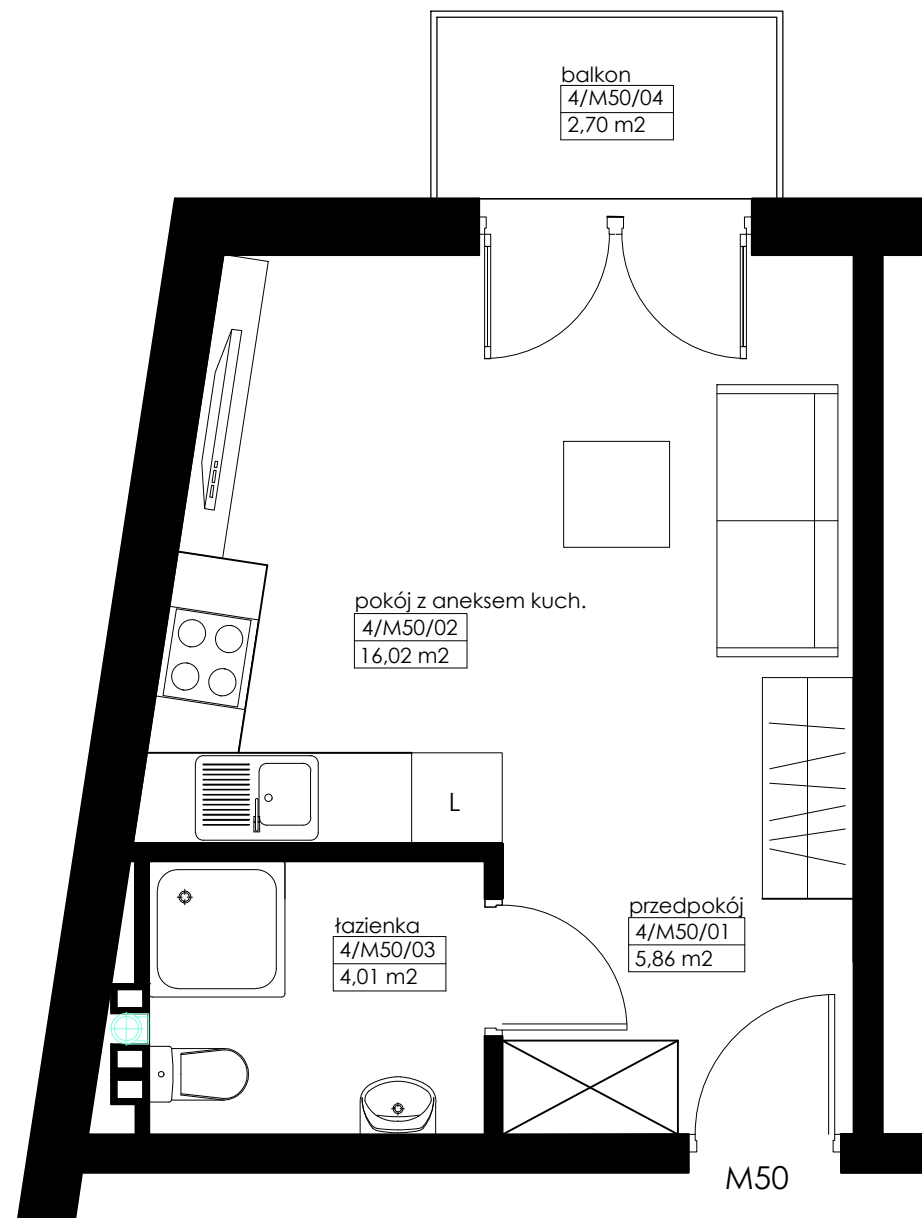 balkon
4/M50/04
2,70 m2
pokój z aneksem kuch.
4/M50/02
16,02 m2
L
przedpokój
4/M50/01
5,86 m2
łazienka
4/M50/03
4,01 m2
M50